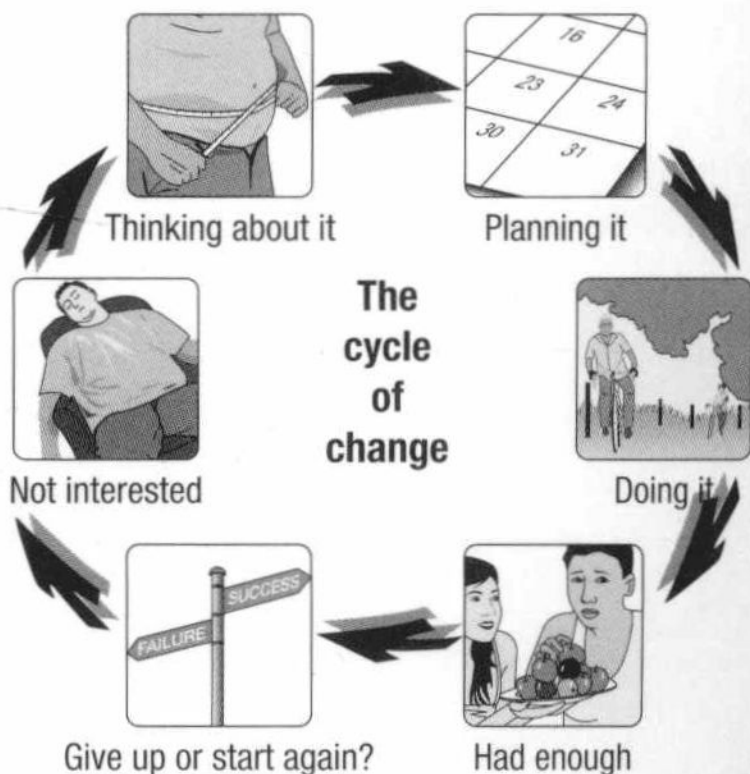 16
23
24
30
31
Thinking about it
Planning it
The
cycle
of
change
Not interested
Doing it
SUCCESS
FAILURE
Give up or start again?
Had enough